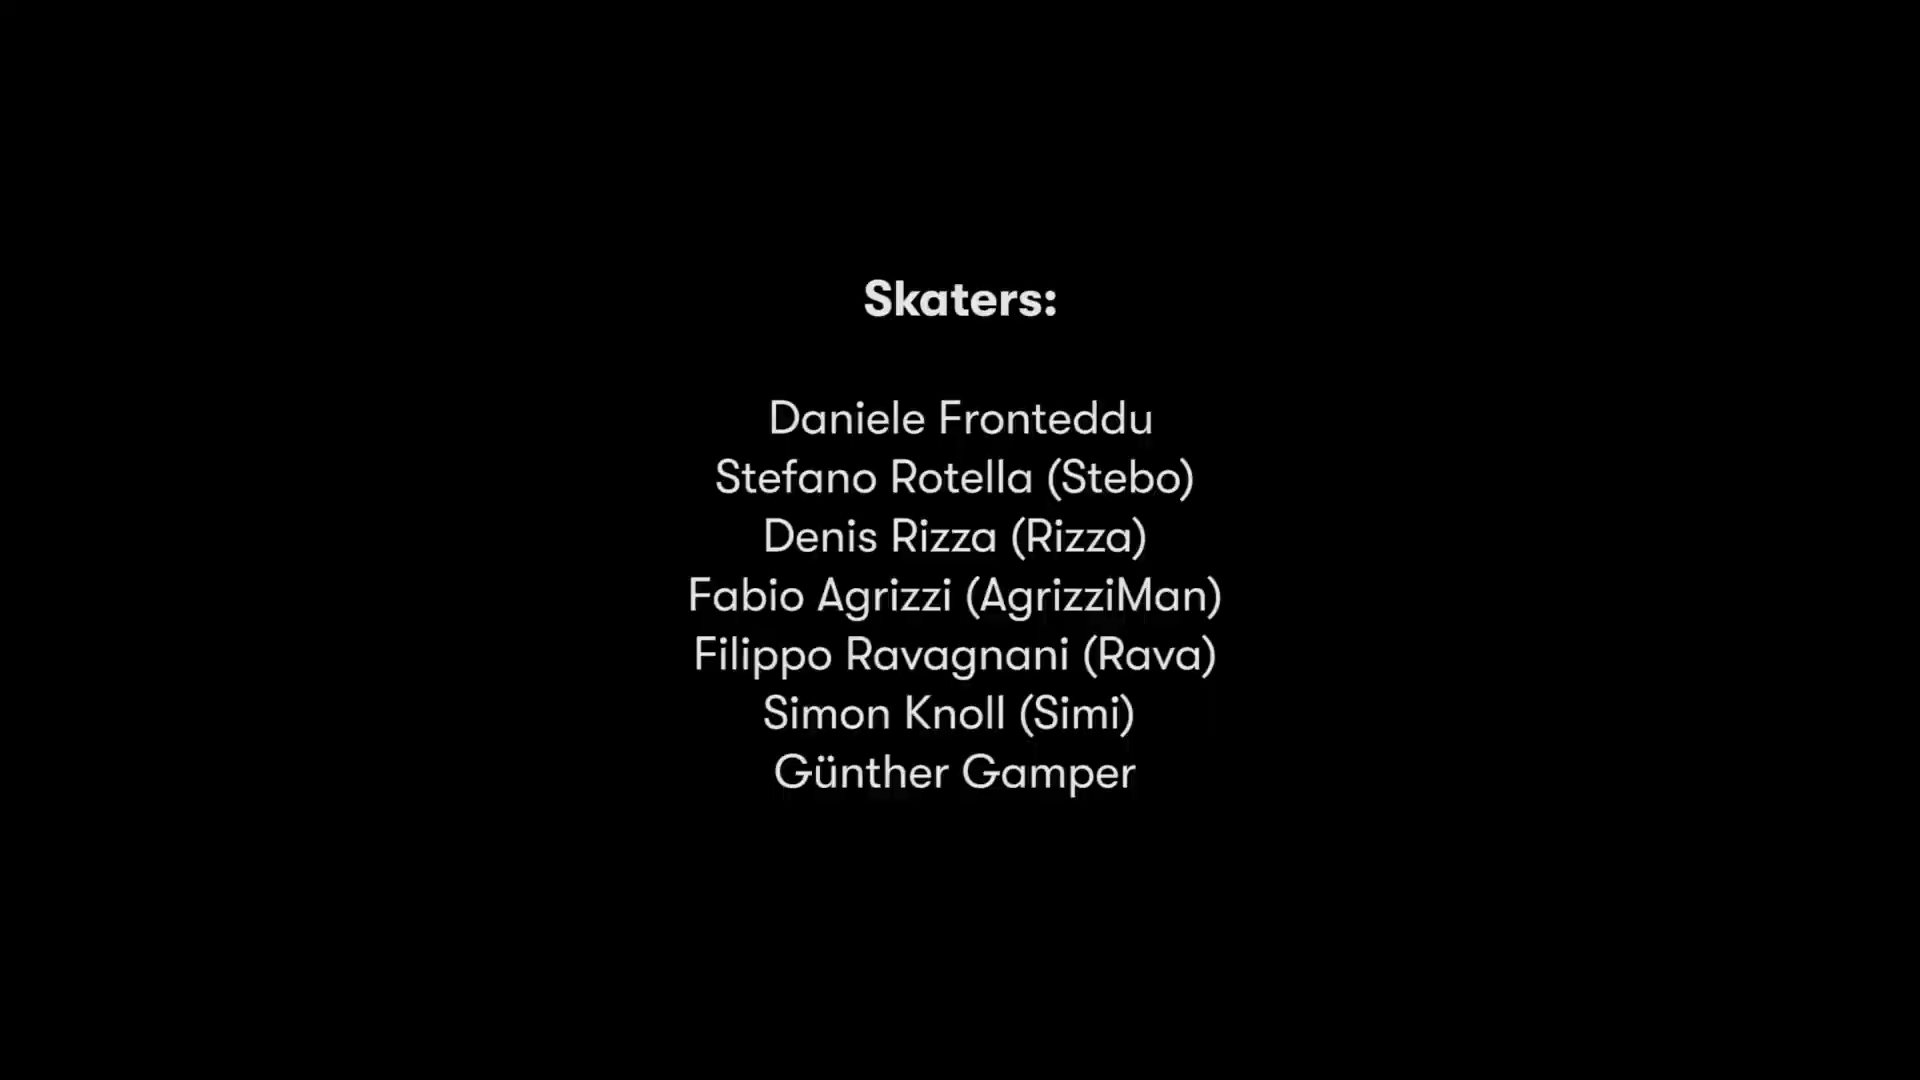 Skaters:
Daniele Fronteddu
Stefano Rotella (Stebo)
Denis Rizza (Rizza)
Fabio Agrizzi (AgrizziMan)
Filippo Ravagnani (Rava)
Simon Knoll (Simi)
Günther Gamper